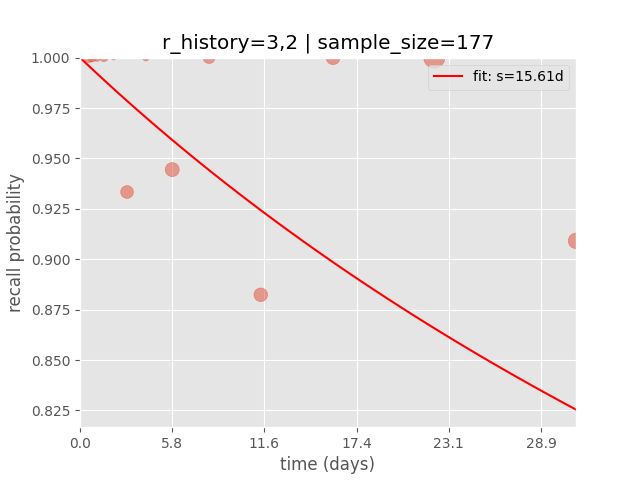 r_history=3,2 | sample_size=177
fit: s=15.61d
recall probability
1.000
0.975
0.950
0.925
0.900
0.875
0.850
0.825
0.0 5.8 11.6 17.4 23.1 28.9
time (days)